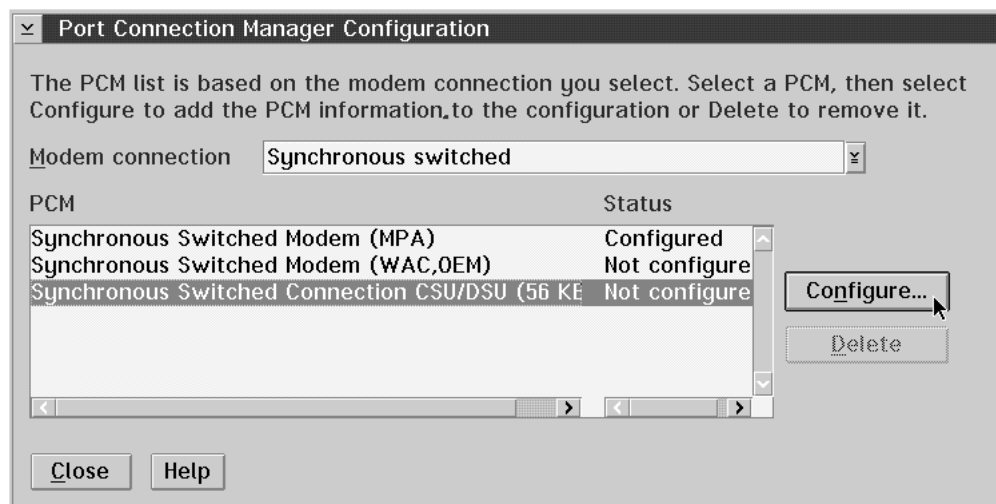 Port Connection Manager Configuration
The PCM list is based on the modem connection you select. Select a PCM, then select
Configure to add the PCM information.to the configuration or Delete to remove it.
Modem connection Synchronous switched
PCM Status
Synchronous Switched Modem (MPA) Configured
Synchronous Switched Modem (WAC,OEM) Not configure
Synchronous Switched Connection CSU/DSU (56 Not configure
Configure...
Delete
Close Help